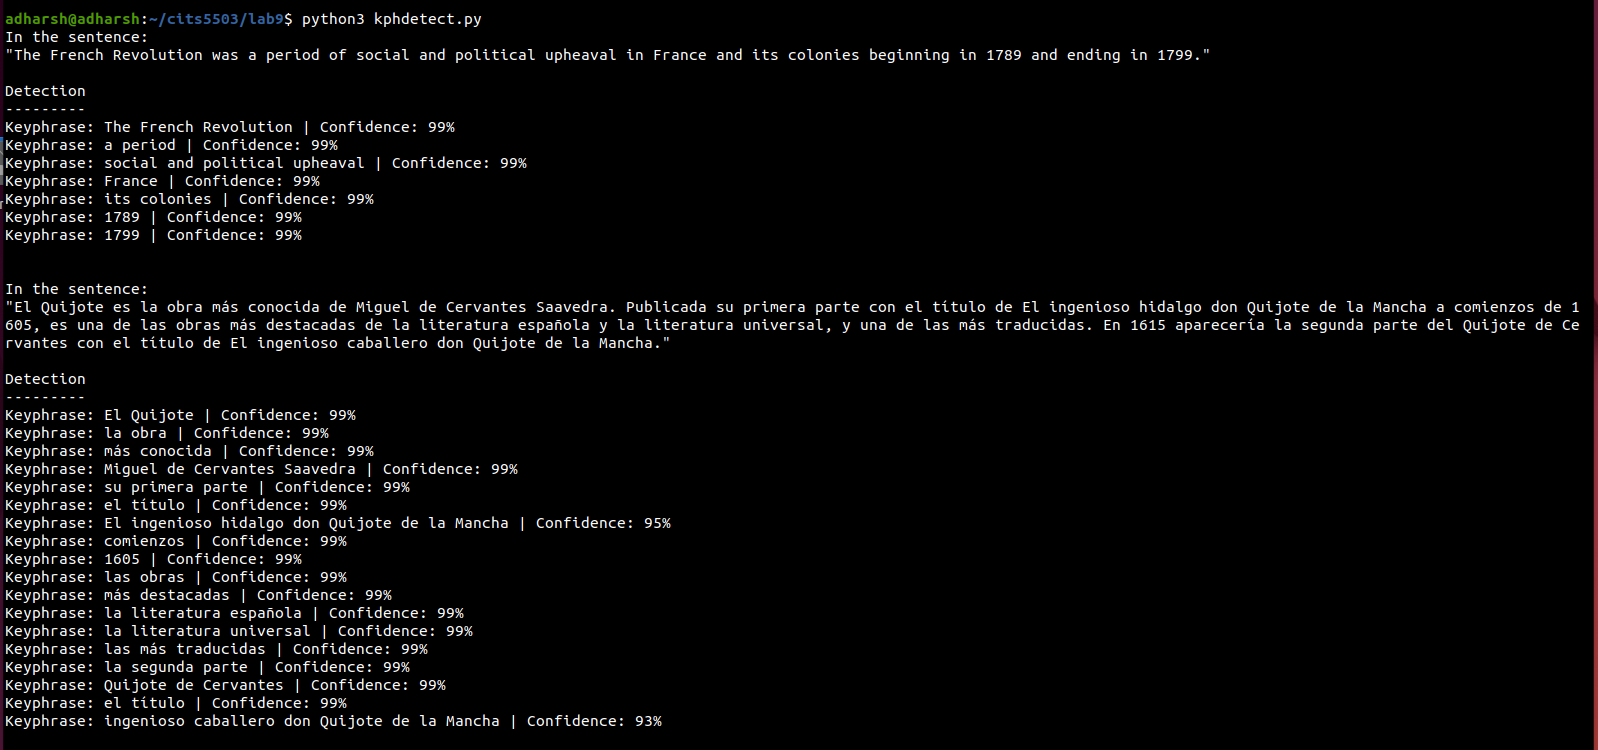 adharsh@adharsh:~/cits5503/lab9$ python3 kphdetect.py
In the sentence:
"The French Revolution was a period of social and political upheaval in France and its colonies beginning in 1789 and ending in 1799."
Detection
---------
Keyphrase: The French Revolution | Confidence: 99%
Keyphrase: a period | Confidence: 99%
Keyphrase: social and political upheaval | Confidence: 99%
Keyphrase: France | Confidence: 99%
Keyphrase: its colonies | Confidence: 99%
Keyphrase: 1789 | Confidence: 99%
Keyphrase: 1799 | Confidence: 99%
In the sentence:
"El Quijote es la obra más conocida de Miguel de Cervantes Saavedra. Publicada su primera parte con el título de El ingenioso hidalgo don Quijote de la Mancha a comienzos de 1
605, es una de las obras más destacadas de la literatura española y la literatura universal, y una de las más traducidas. En 1615 aparecería la segunda parte del Quijote de Ce
rvantes con el título de El ingenioso caballero don Quijote de la Mancha."
Detection
---------
Keyphrase: El Quijote | Confidence: 99%
Keyphrase: la obra | Confidence: 99%
Keyphrase: más conocida | Confidence: 99%
Keyphrase: Miguel de Cervantes Saavedra | Confidence: 99%
Keyphrase: su primera parte | Confidence: 99%
Keyphrase: el título | Confidence: 99%
Keyphrase: El ingenioso hidalgo don Quijote de la Mancha | Confidence: 95%
Keyphrase: comienzos | Confidence: 99%
Keyphrase: 1605 | Confidence: 99%
Keyphrase: las obras | Confidence: 99%
Keyphrase: más destacadas | Confidence: 99%
Keyphrase: la literatura española | Confidence: 99%
Keyphrase: la literatura universal | Confidence: 99%
Keyphrase: las más traducidas | Confidence: 99%
Keyphrase: la segunda parte | Confidence: 99%
Keyphrase: Quijote de Cervantes | Confidence: 99%
Keyphrase: el título | Confidence: 99%
Keyphrase: ingenioso caballero don Quijote de la Mancha | Confidence: 93%